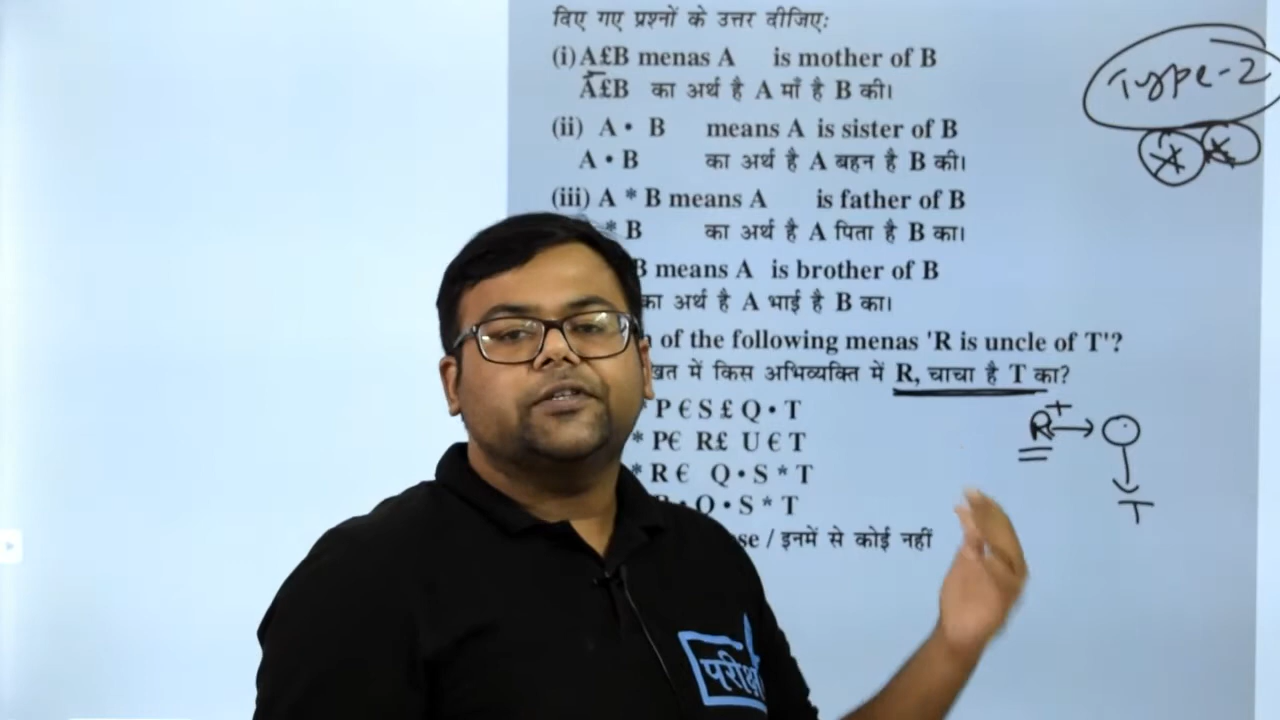 दिए गए प्रश्नों के उत्तर दीजिए:
(i) A£B menas A is mother of B
A£B का अर्थ है A माँ है B की।
(ii) A • B means A is sister of B
A • B का अर्थ है A बहन है B की।
(iii) A * B means A is father of B
* B का अर्थ है A पिता है B का।
B means A is brother of B
का अर्थ है A भाई है B का।
of the following menas 'R is uncle of T'?
में किस अभिव्यक्ति में R, चाचा है T का?
P € S £ Q • T
* P€ R£ U € T
* R € Q • S * T
• Q • S * T
/ इनमें से कोई नहीं
Type-2
R+
T
परीक्ष